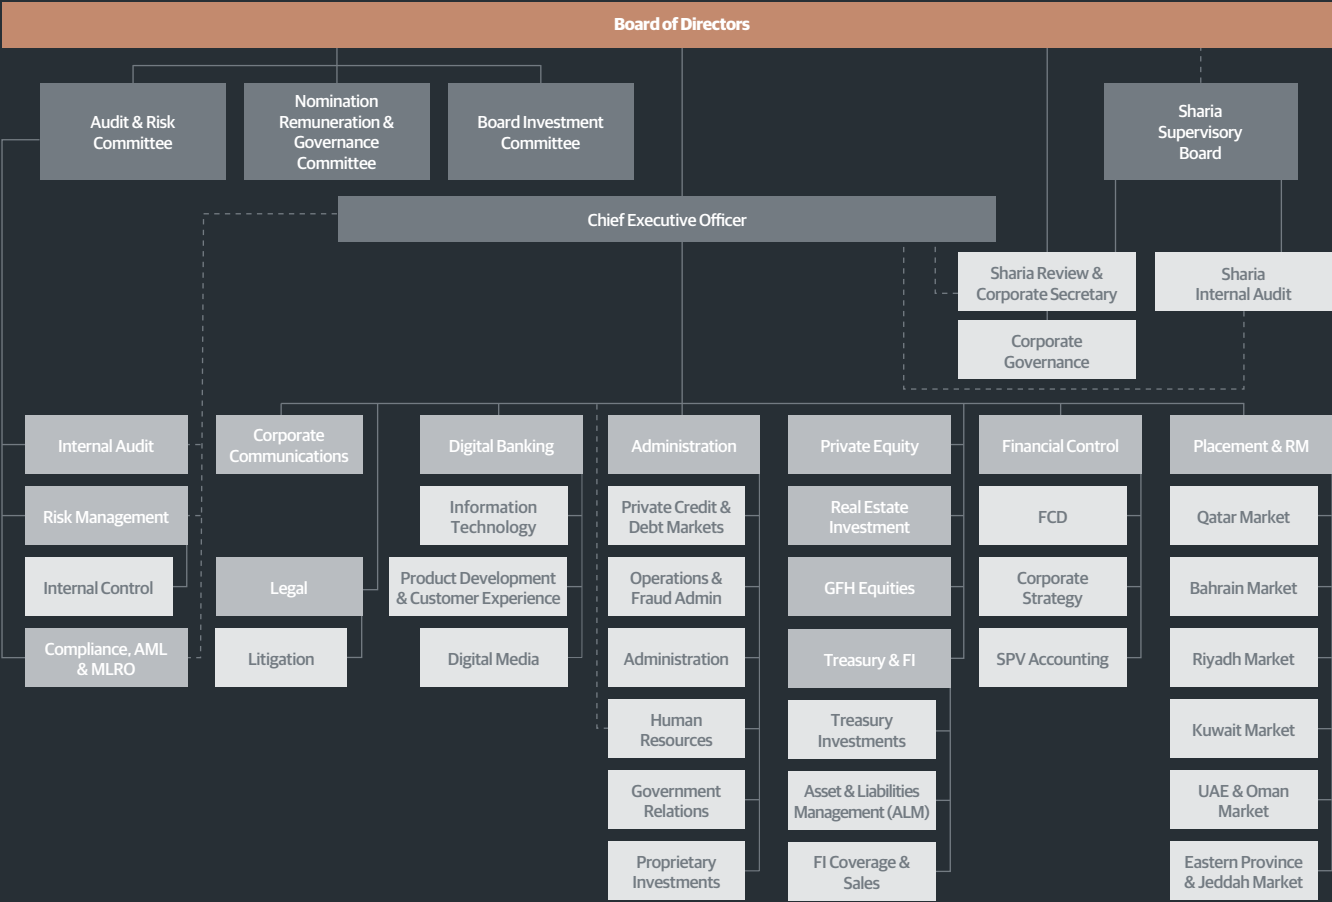 Board of Directors
Audit & Risk
Committee
Nomination
Remuneration &
Governance
Committee
Board Investment
Committee
Sharia
Supervisory
Board
Chief Executive Officer
Sharia Review &
Corporate Secretary
Sharia
Internal Audit
Corporate
Governance
Internal Audit
Risk Management
Internal Control
Compliance, AML
& MLRO
Corporate
Communications
Legal
Litigation
Digital Banking
Information
Technology
Product Development
& Customer Experience
Digital Media
Administration
Private Credit &
Debt Markets
Operations &
Fraud Admin
Administration
Human
Resources
Government
Relations
Proprietary
Investments
Private Equity
Real Estate
Investment
GFH Equities
Treasury & FI
Treasury
Investments
Asset & Liabilities
Management (ALM)
FI Coverage &
Sales
Financial Control
FCD
Corporate
Strategy
SPV Accounting
Placement & RM
Qatar Market
Bahrain Market
Riyadh Market
Kuwait Market
UAE & Oman
Market
Eastern Province
& Jeddah Market